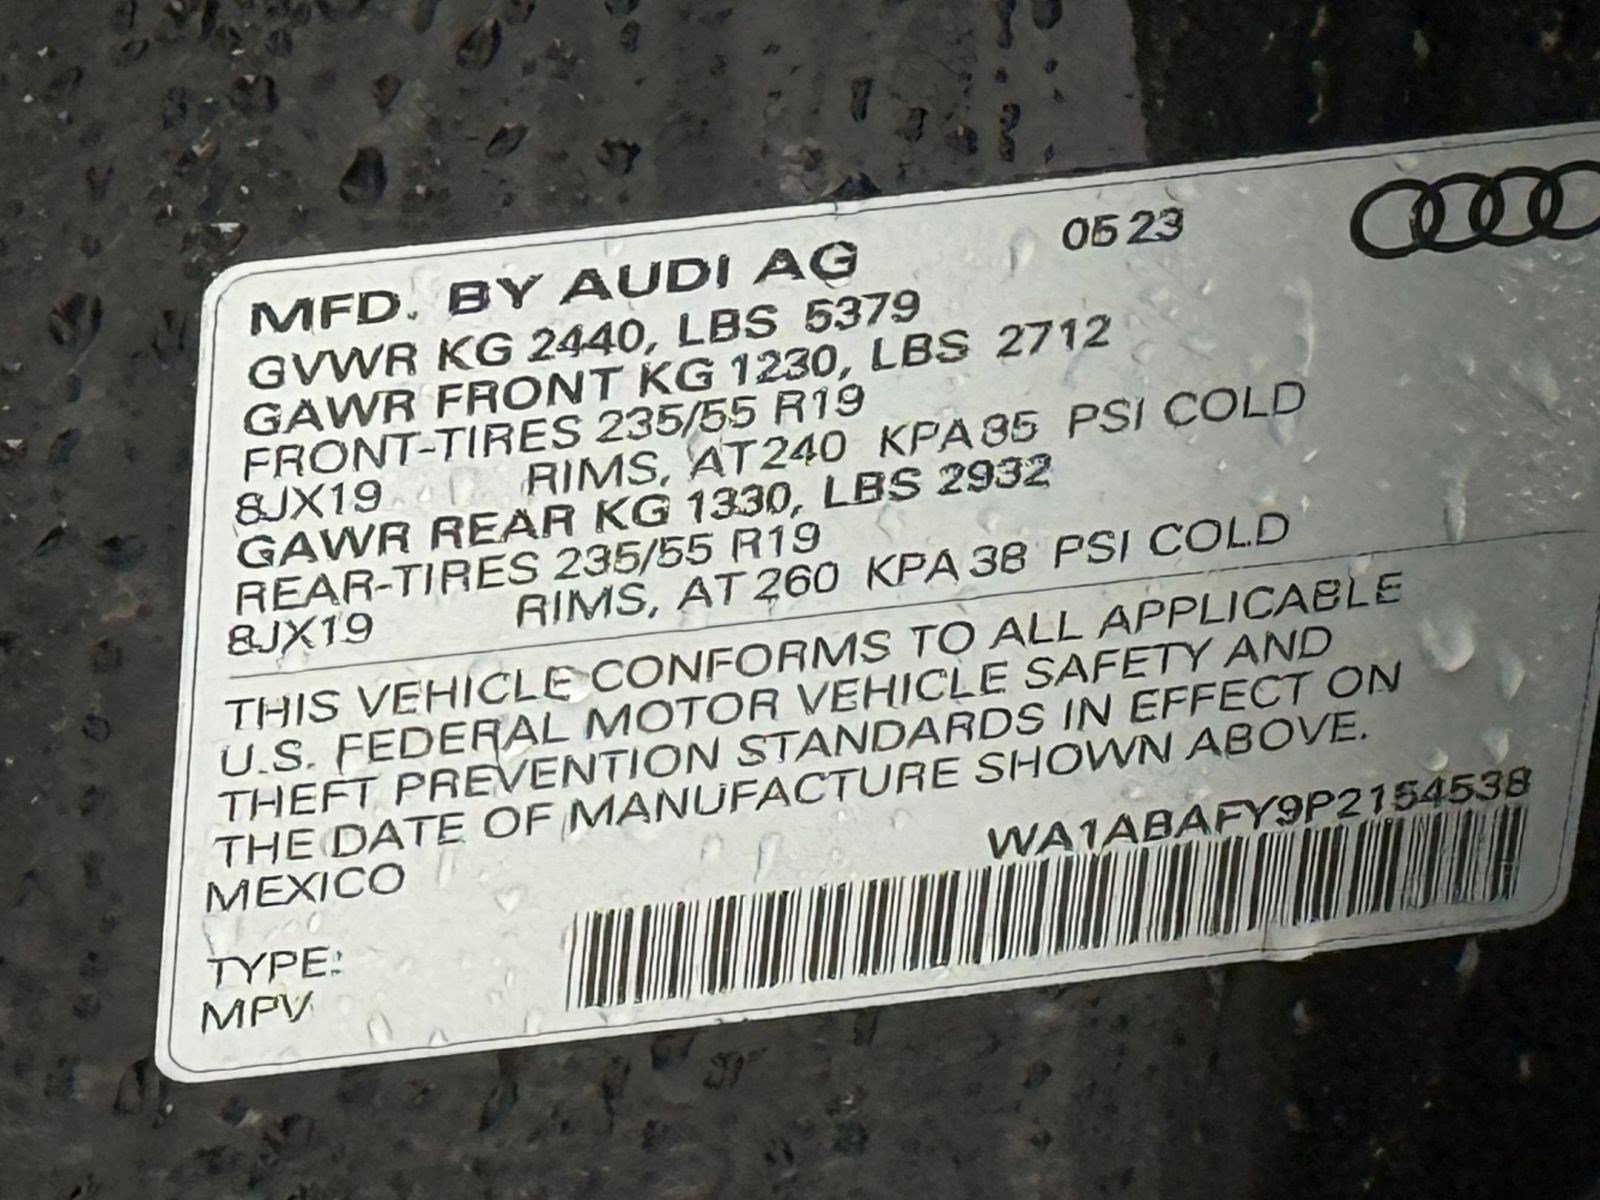 MFD. BY AUDI AG 05 23
GVWR KG 2440, LBS 5379
GAWR FRONT KG 1230, LBS 2712
FRONT-TIRES 235/55 R19
8JX19 RIMS, AT 240 KPA 35 PSI COLD
GAWR REAR KG 1330, LBS 2932
REAR-TIRES 235/55 R19
8JX19 RIMS, AT 260 KPA 38 PSI COLD
THIS VEHICLE CONFORMS TO ALL APPLICABLE
U.S. FEDERAL MOTOR VEHICLE SAFETY AND
THEFT PREVENTION STANDARDS IN EFFECT ON
THE DATE OF MANUFACTURE SHOWN ABOVE.
MEXICO
WA1ABAFY9P2154538
TYPE:
MPV